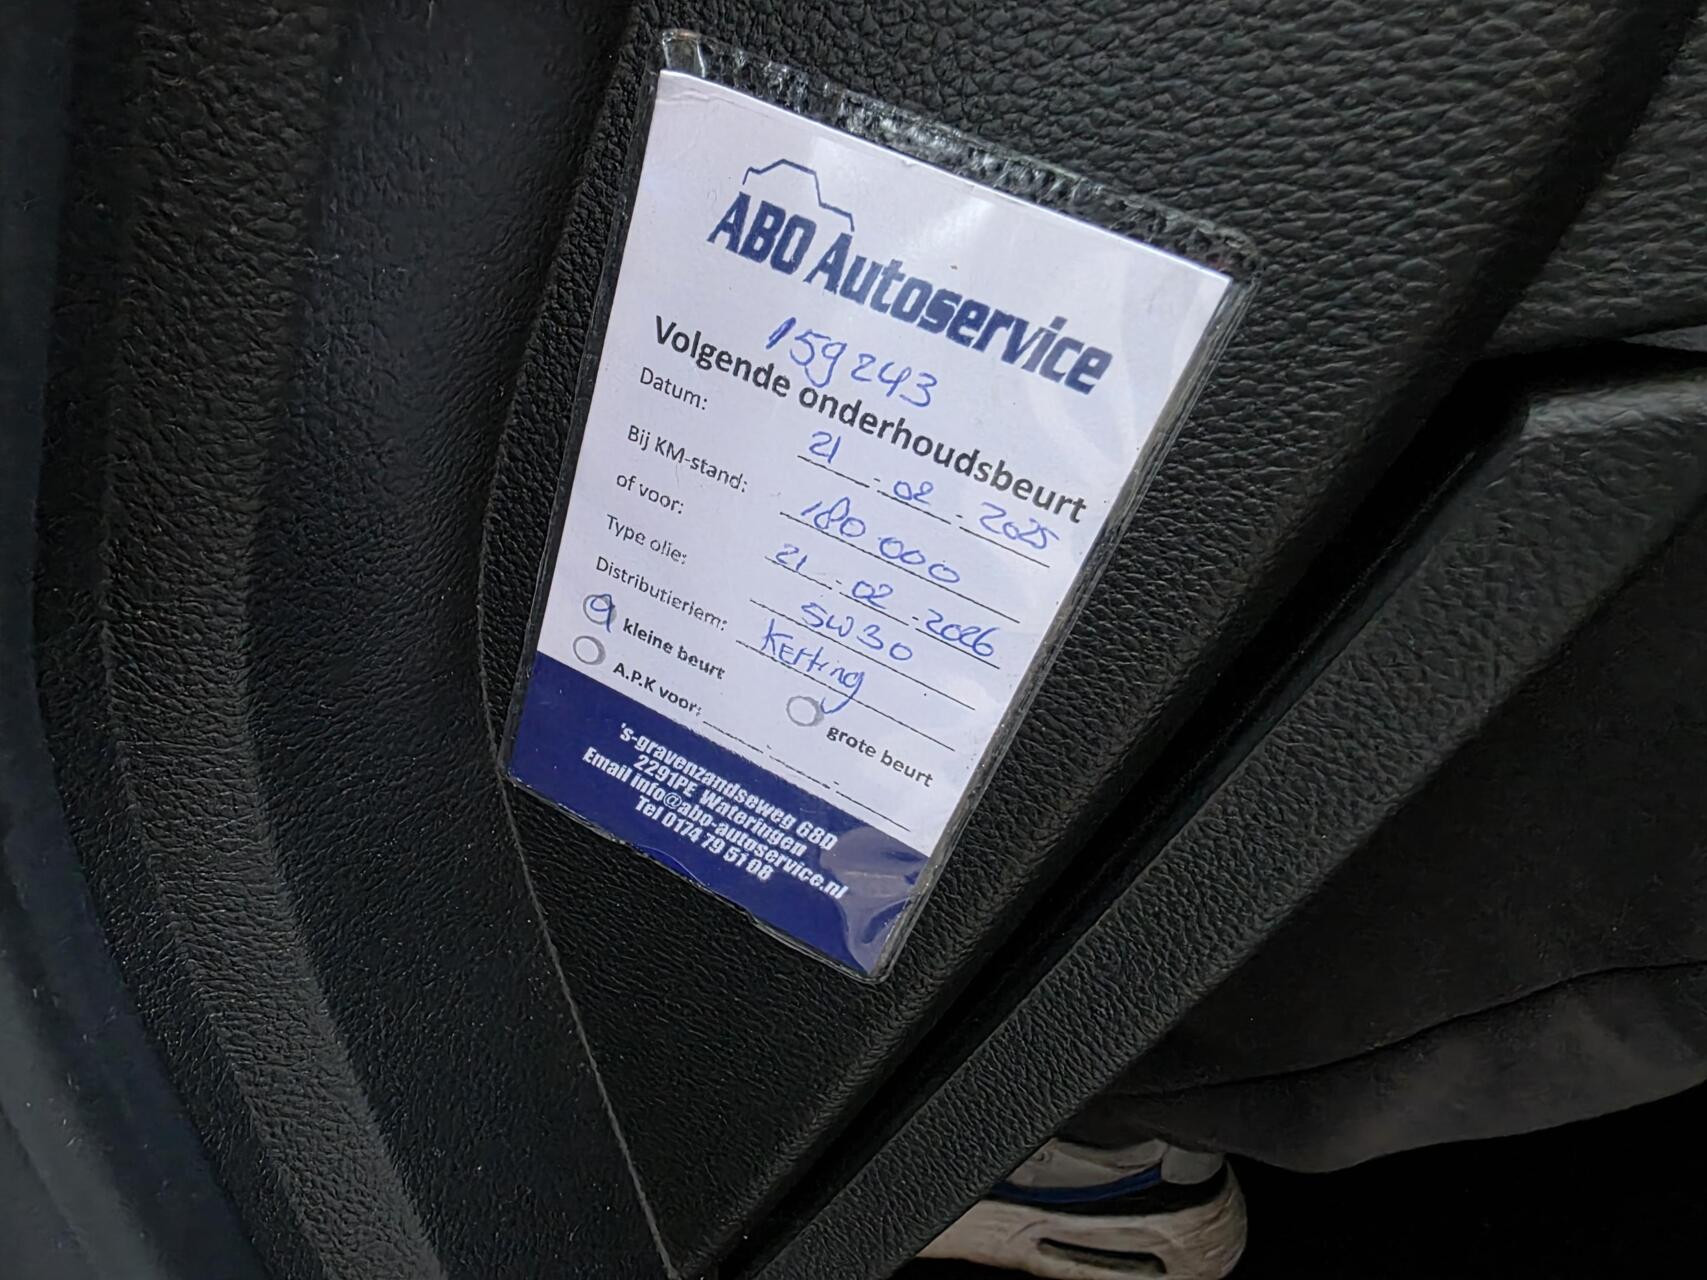 ABO Autoservice
159243
Volgende onderhoudsbeurt
Datum: 21 - 02 - 2025
Bij KM-stand: 180 000
of voor: 21 - 02 - 2026
Type olie: 5W30
Distributieriem: Ketting
kleine beurt
grote beurt
A.P.K voor: - -
's-gravenzandseweg 68D
2291PE Wateringen
Email info@abo-autoservice.nl
Tel 0174 79 51 08